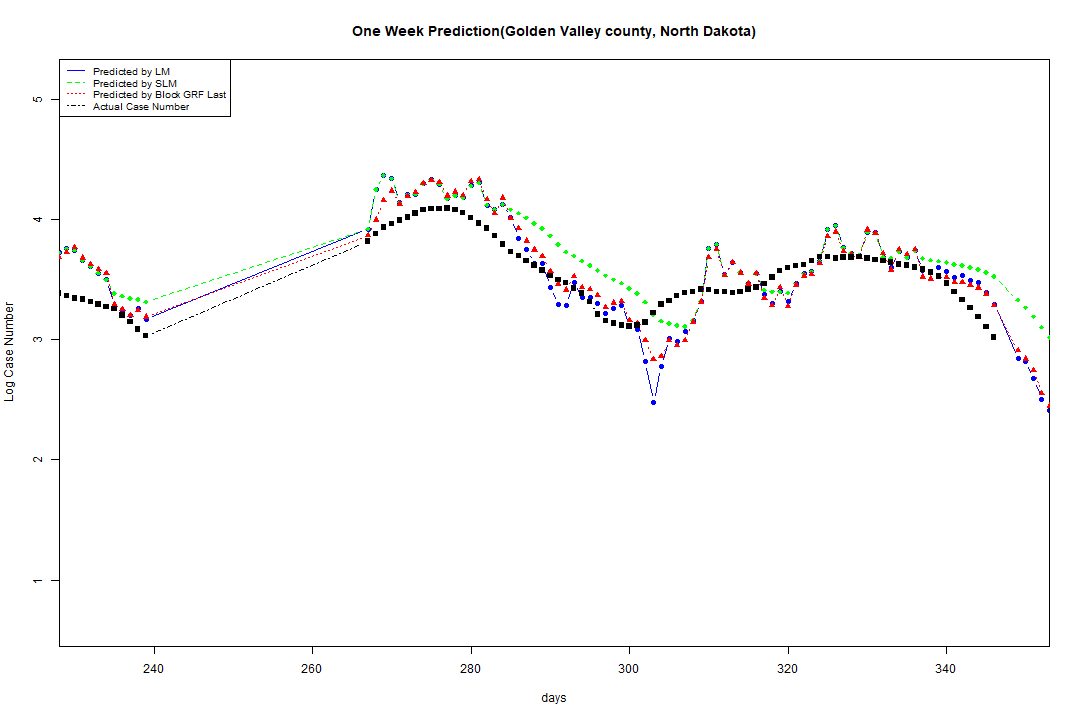 One Week Prediction(Golden Valley county, North Dakota)
Predicted by LM
Predicted by SLM
Predicted by Block GRF Last
Actual Case Number
5
4
3
2
1
Log Case Number
240 260 280 300 320 340
days